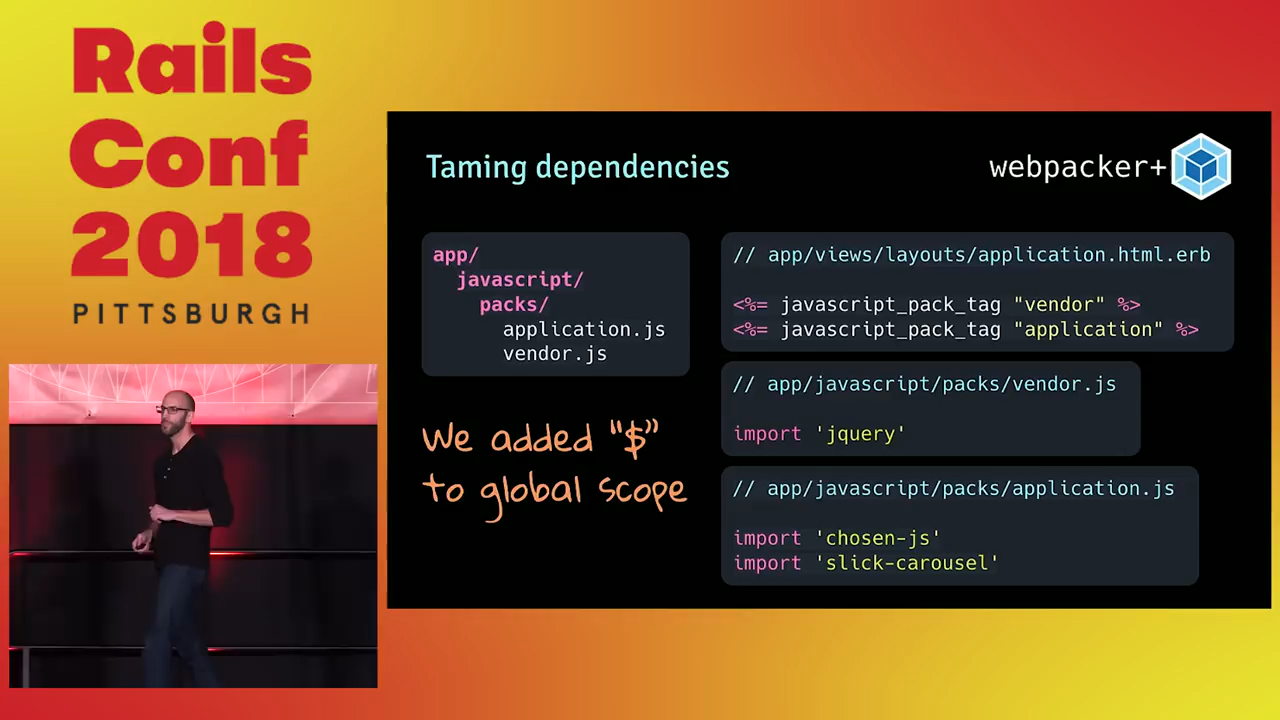 Rails
Conf
2018
PITTSBURGH
Taming dependencies
webpacker+
app/
javascript/
packs/
application.js
vendor.js
We added “$”
to global scope
// app/views/layouts/application.html.erb
<%= javascript_pack_tag "vendor" %>
<%= javascript_pack_tag "application" %>
// app/javascript/packs/vendor.js
import 'jquery'
// app/javascript/packs/application.js
import 'chosen-js'
import 'slick-carousel'